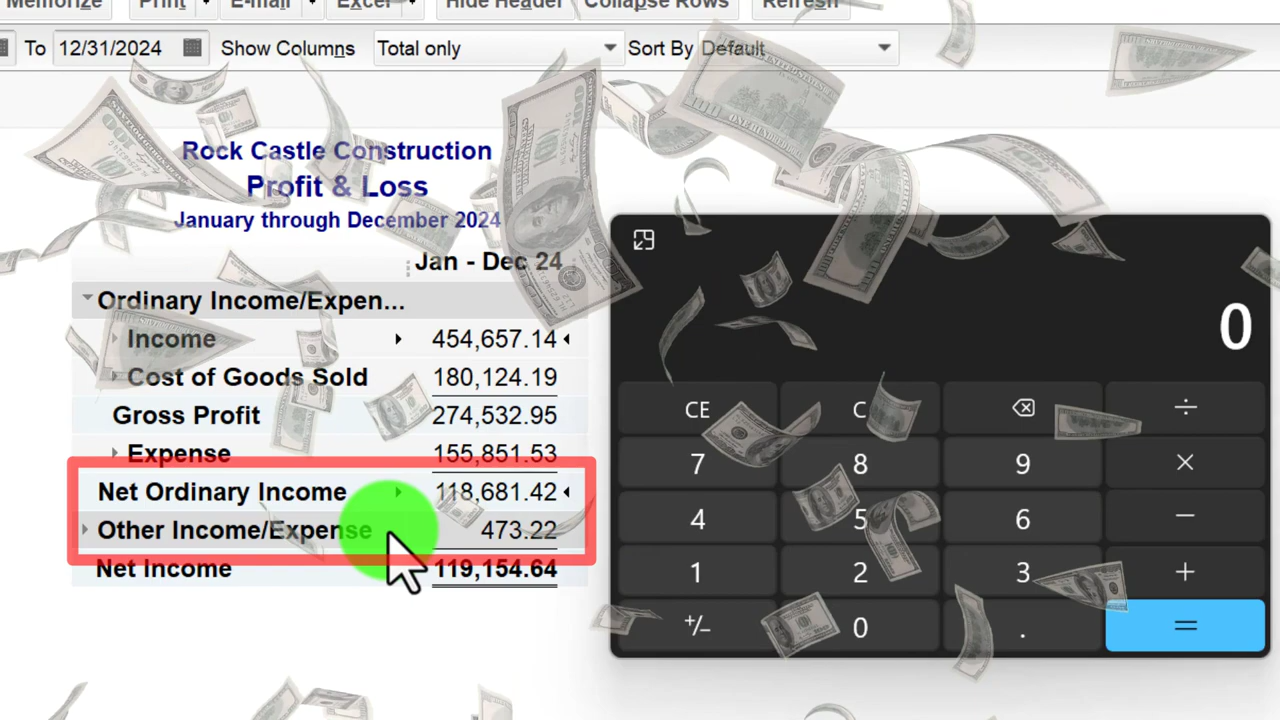 Memorize Print E-mail Excel Hide Header Collapse Rows Refresh
To 12/31/2024 Show Columns Total only Sort By Default
Rock Castle Construction
Profit & Loss
January through December 2024
Jan - Dec 24
Ordinary Income/Expen...
Income 454,657.14
Cost of Goods Sold 180,124.19
Gross Profit 274,532.95
Expense 155,851.53
Net Ordinary Income 118,681.42
Other Income/Expense 473.22
Net Income 119,154.64
0
CE C ÷
7 8 9 ×
4 5 6 −
1 2 3 +
+/− 0 . =